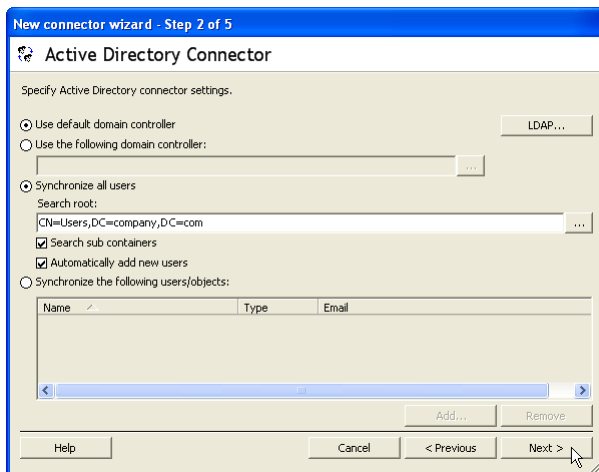 New connector wizard - Step 2 of 5
Active Directory Connector
Specify Active Directory connector settings.
Use default domain controller
LDAP...
Use the following domain controller:
...
Synchronize all users
Search root:
CN=Users,DC=company,DC=com
...
Search sub containers
Automatically add new users
Synchronize the following users/objects:
Name Type Email
Add... Remove
Help Cancel < Previous Next >